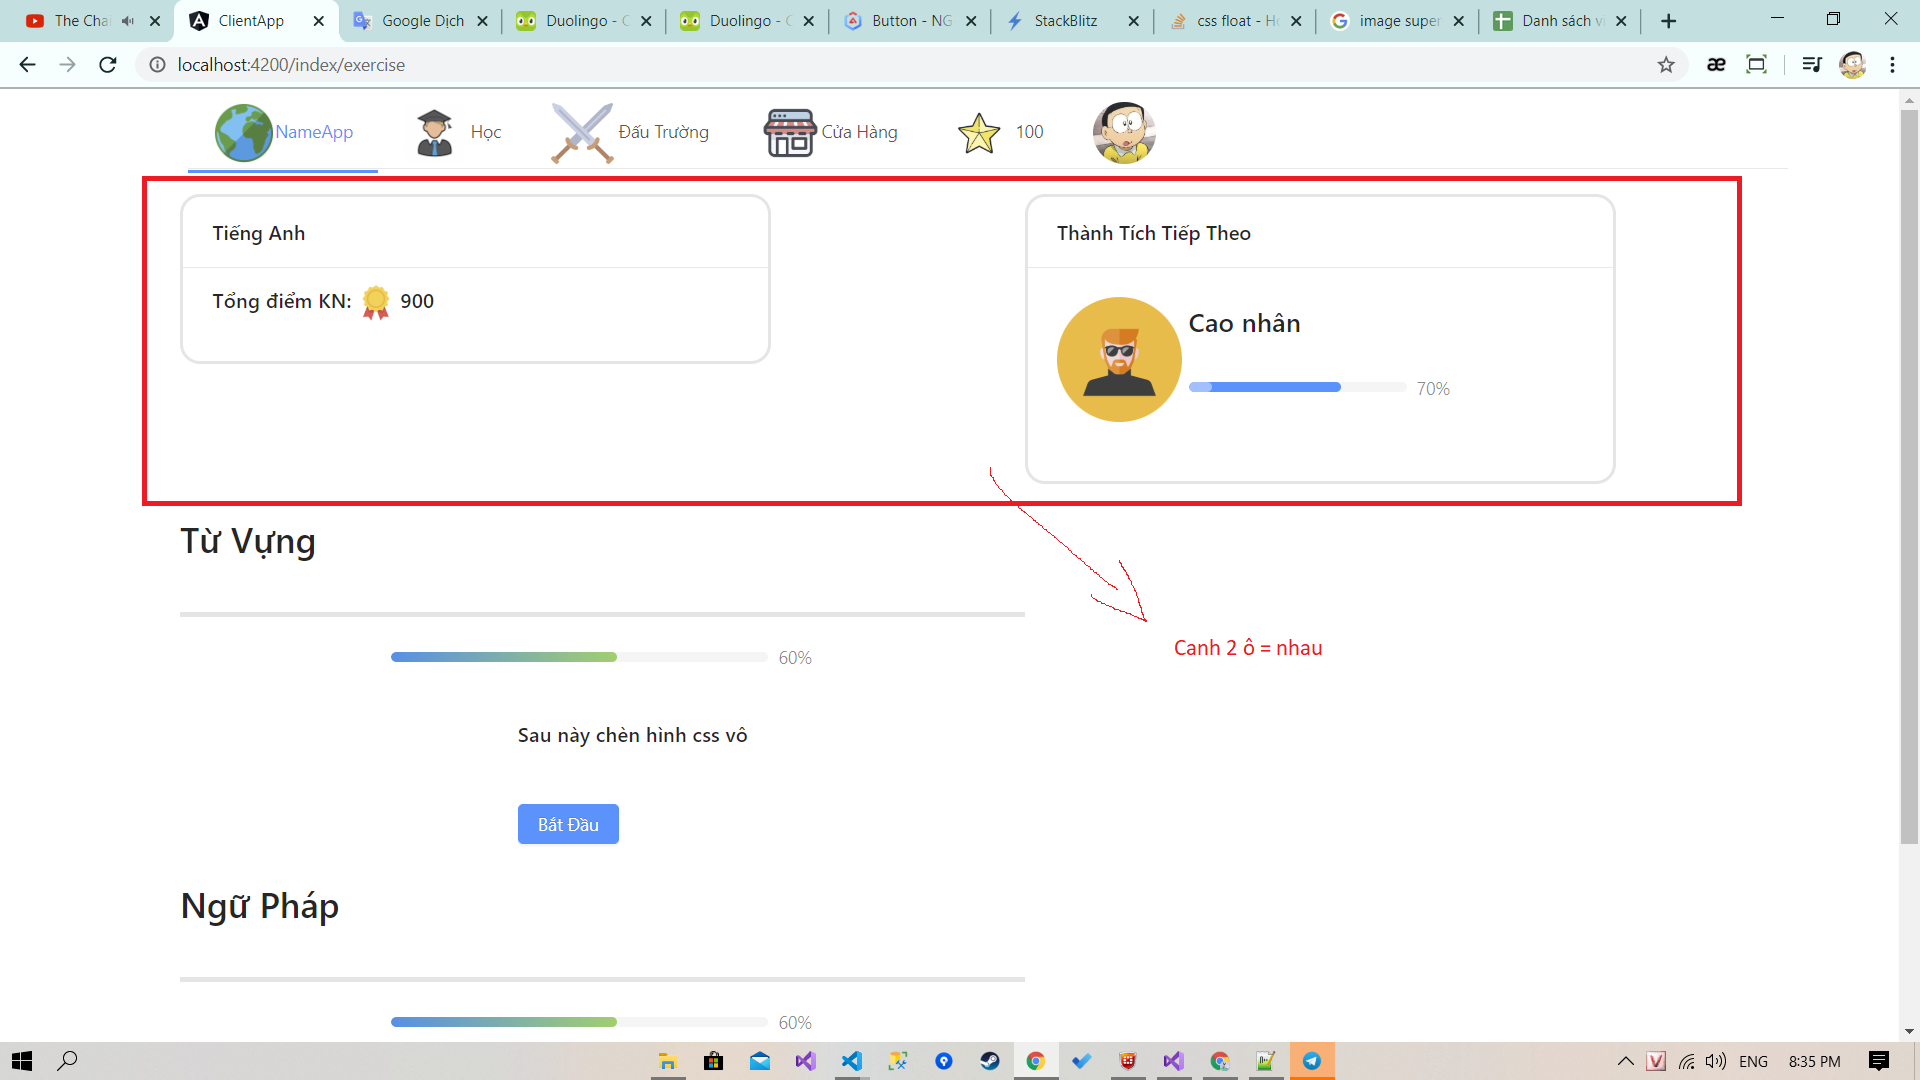 The Cha
ClientApp
Google Dịch
Duolingo - C
Duolingo - C
Button - NG
StackBlitz
css float - Ho
image super
Danh sách vi
localhost:4200/index/exercise
NameApp
Học
Đấu Trường
Cửa Hàng
100
Tiếng Anh
Thành Tích Tiếp Theo
Tổng điểm KN: 900
Cao nhân
70%
Từ Vựng
Canh 2 ô = nhau
60%
Sau này chèn hình css vô
Bắt Đầu
Ngữ Pháp
60%
ENG
8:35 PM